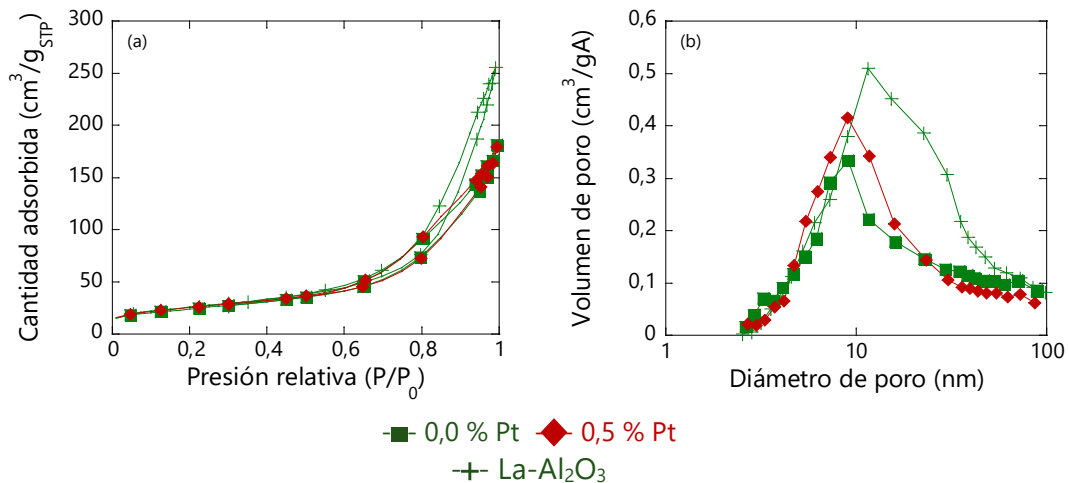 (a)
Cantidad adsorbida (cm³/g_STP)
300
250
200
150
100
50
0
0 0,2 0,4 0,6 0,8 1
Presión relativa (P/P₀)
(b)
Volumen de poro (cm³/gA)
0,6
0,5
0,4
0,3
0,2
0,1
0
1 10 100
Diámetro de poro (nm)
0,0 % Pt 0,5 % Pt
La-Al₂O₃